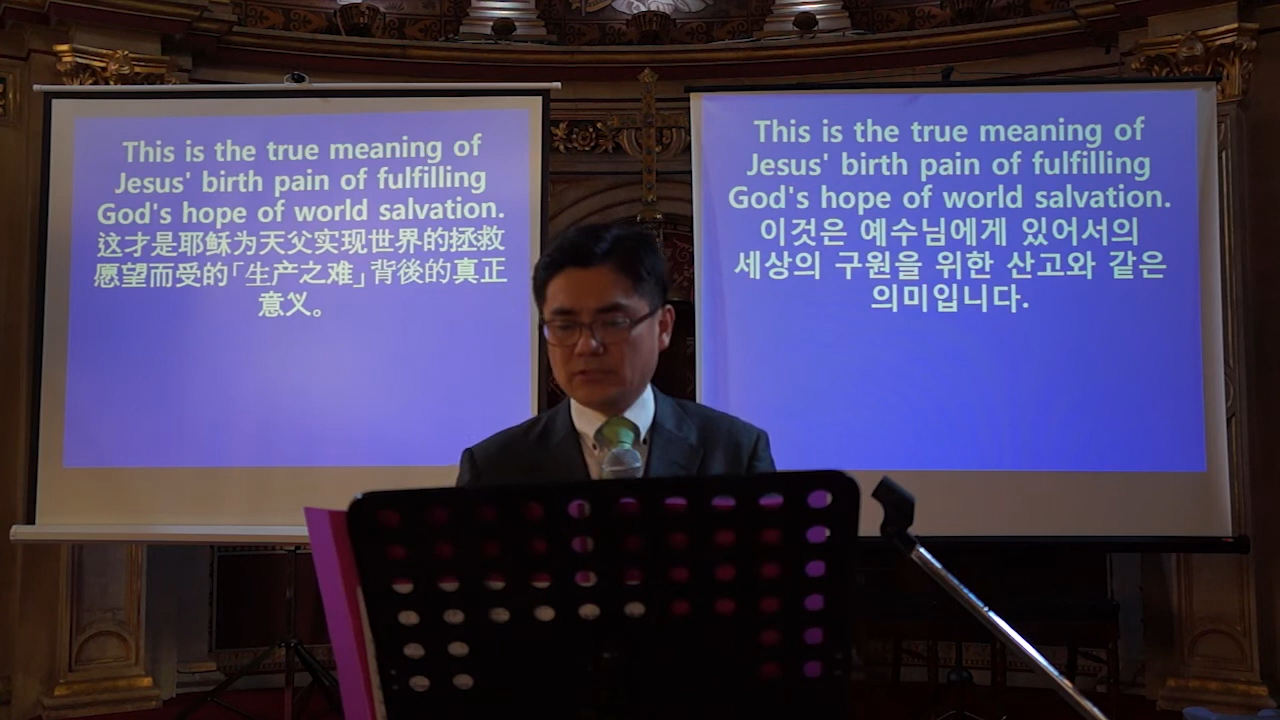 This is the true meaning of
Jesus' birth pain of fulfilling
God's hope of world salvation.
这才是耶稣为天父实现世界的拯救
愿望而受的「生产之难」背後的真正
意义。
This is the true meaning of
Jesus' birth pain of fulfilling
God's hope of world salvation.
이것은 예수님에게 있어서의
세상의 구원을 위한 산고와 같은
의미입니다.